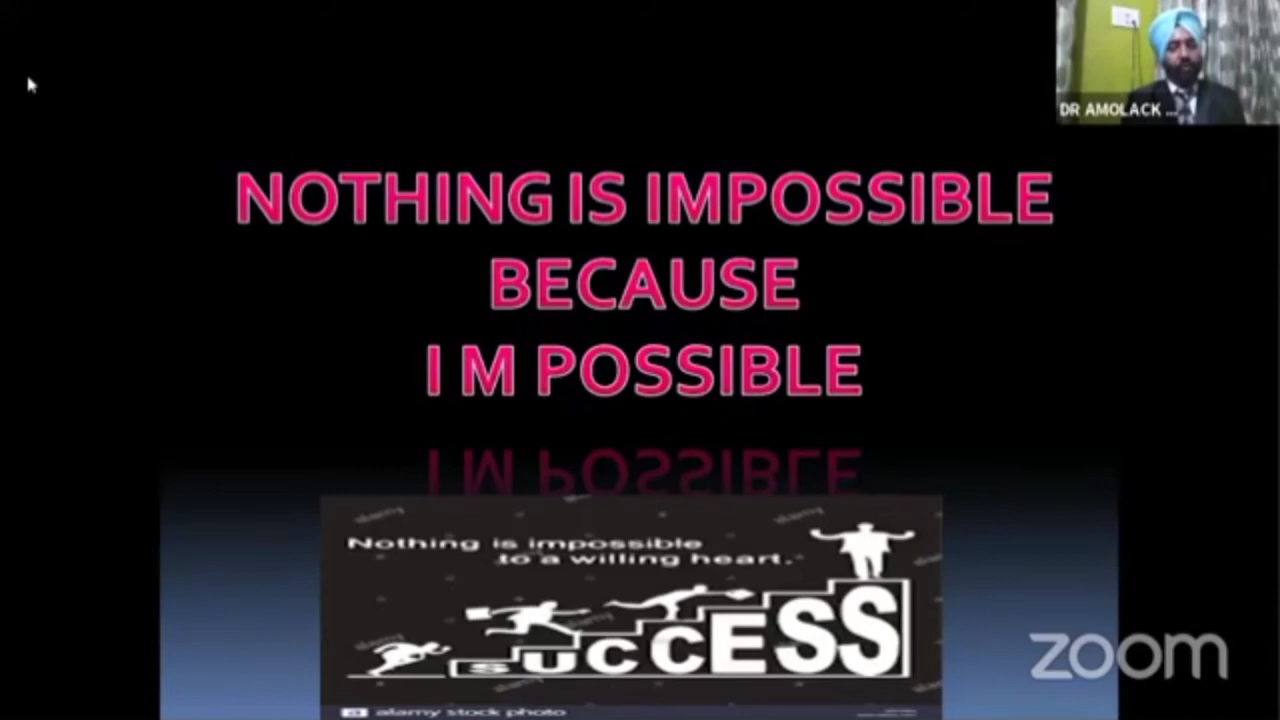 DR AMOLACK ...
NOTHING IS IMPOSSIBLE
BECAUSE
I M POSSIBLE
I M POSSIBLE
Nothing is impossible
to a willing heart.
SUCCESS
zoom
a alamy stock photo